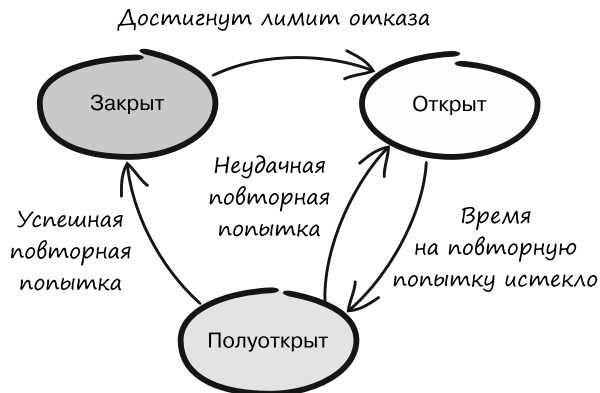 Достигнут лимит отказа
Закрыт
Открыт
Неудачная
повторная
попытка
Успешная
повторная
попытка
Время
на повторную
попытку истекло
Полуоткрыт